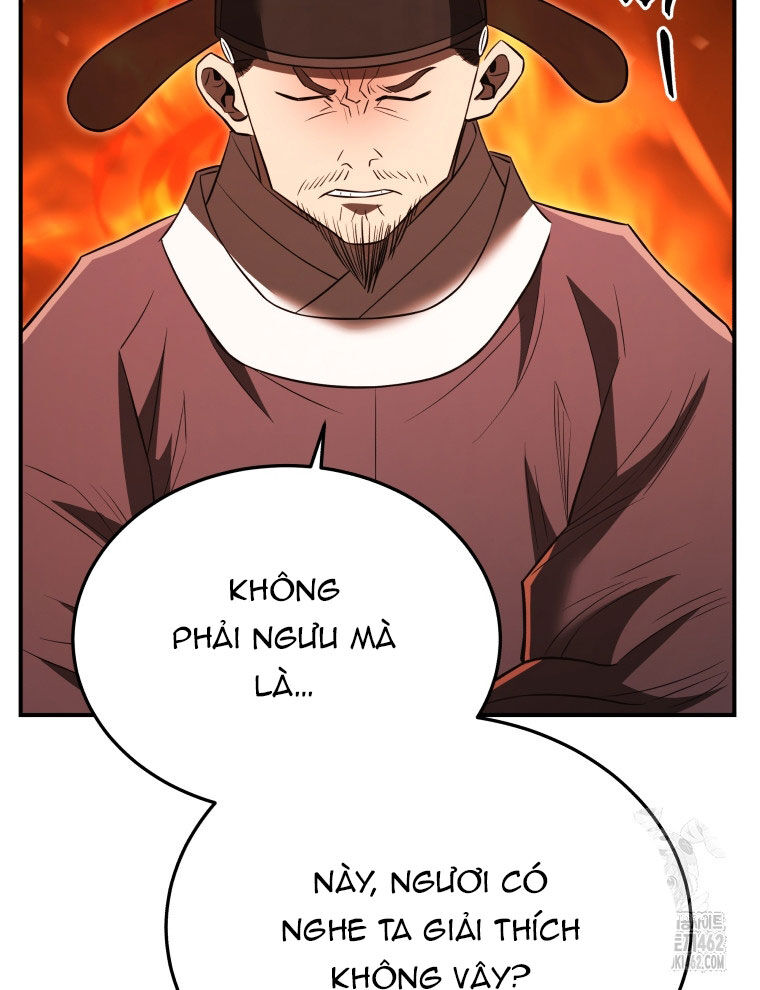 KHÔNG
PHẢI NGƯU MÀ
LÀ...
NÀY, NGƯƠI CÓ
NGHE TA GIẢI THÍCH
KHÔNG VẬY?